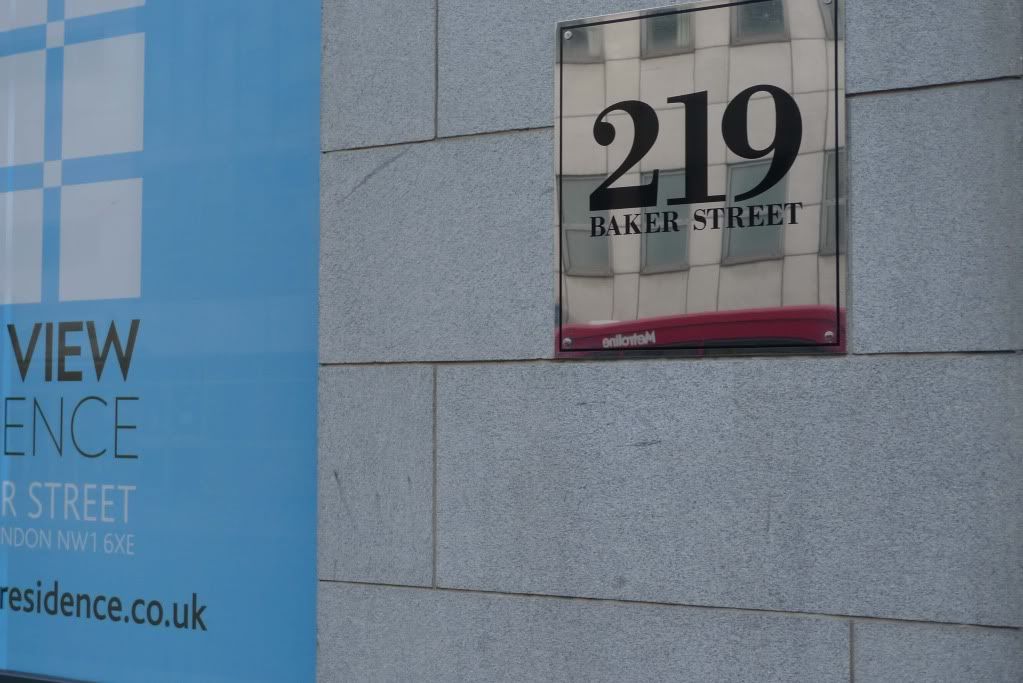 VIEW
ENCE
R STREET
NDON NW1 6XE
residence.co.uk
219
BAKER STREET
Metroline